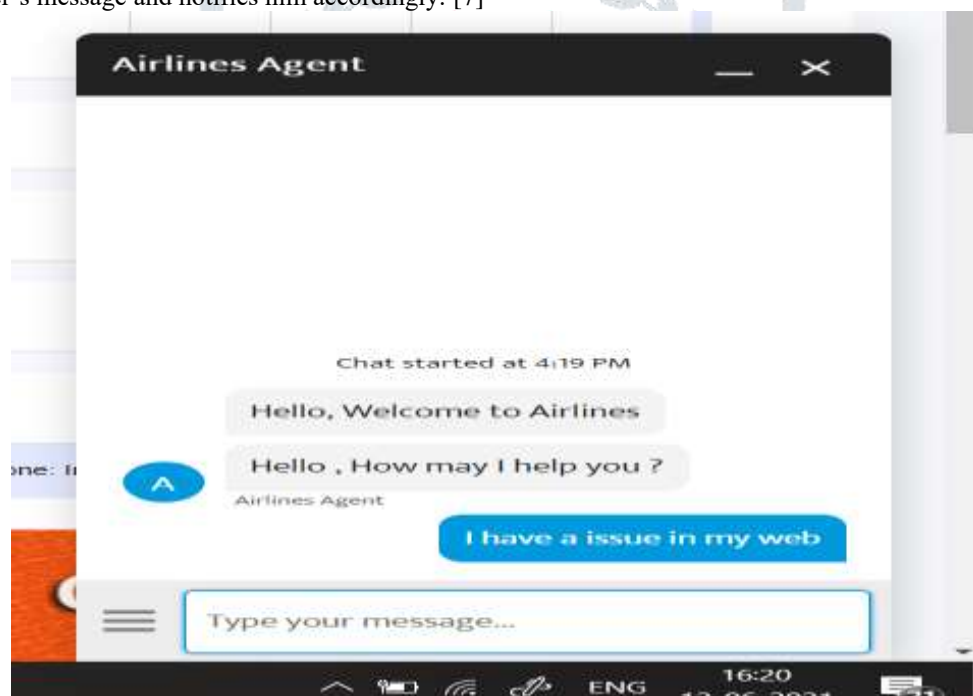 message and notifies him accordingly. [7]
Airlines Agent
Chat started at 4:19 PM
Hello, Welcome to Airlines
Hello , How may I help you ?
A
Airlines Agent
I have a issue in my web
Type your message...
ENG
16:20